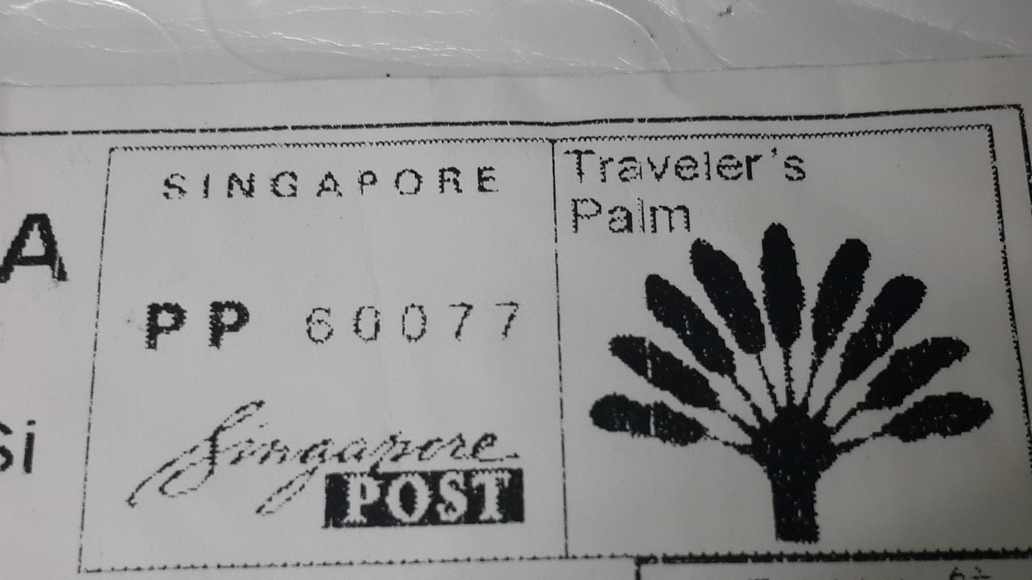 SINGAPORE
Traveler's
Palm
A
PP 60077
si
Singapore
POST